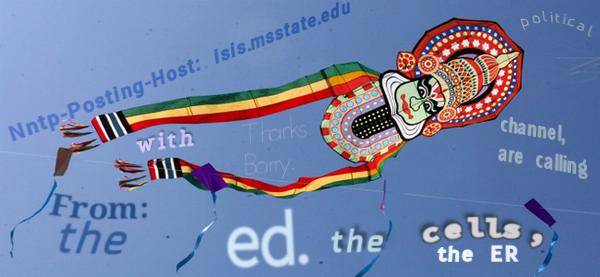 Nntp-Posting-Host: isis.msstate.edu
political
with
Thanks.
Barry.
channel,
are calling
From:
the
ed.
the
cells,
the ER